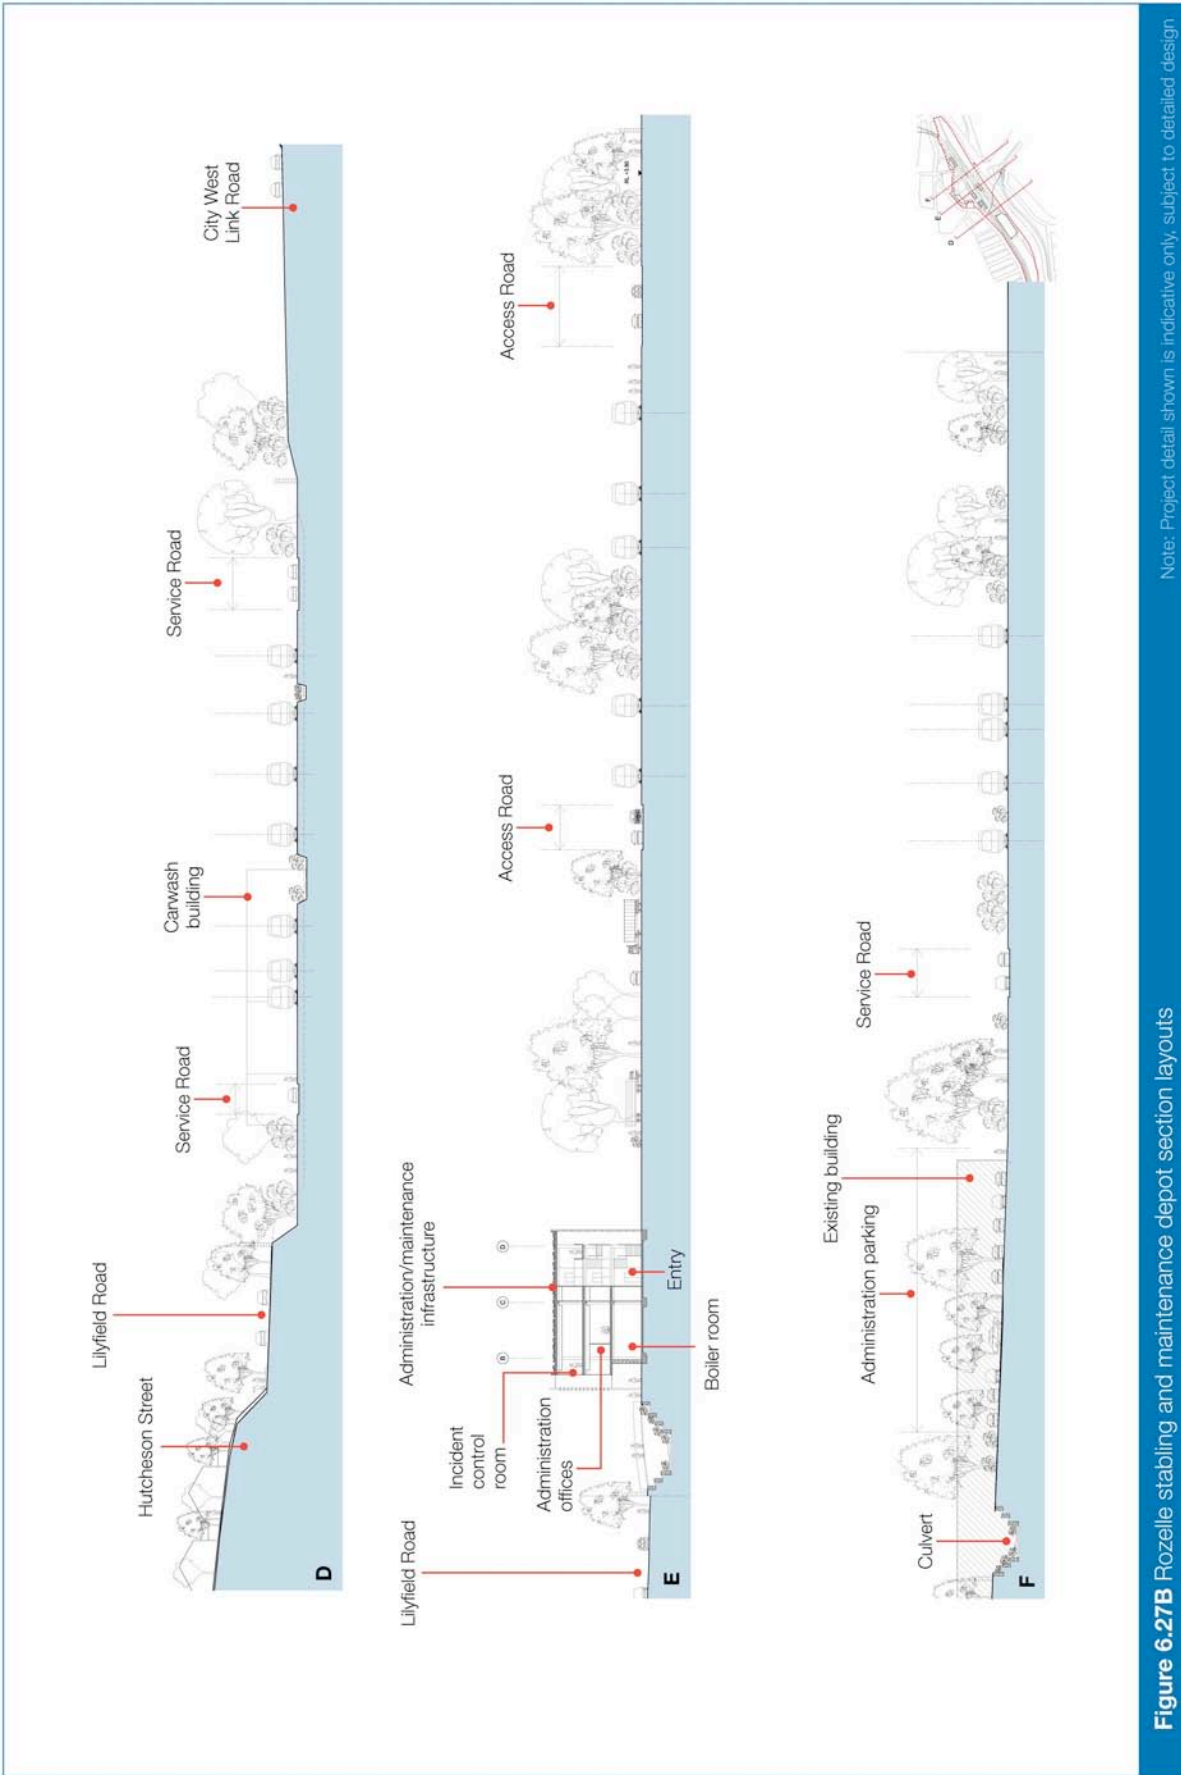 Hutcheson Street
Lilyfield Road
Service Road
Carwash
building
Service Road
City West
Link Road
D
Lilyfield Road
Incident
control
room
Administration
offices
Administration/maintenance
infrastructure
B
C
D
Boiler room
Entry
Access Road
Access Road
E
Culvert
Administration parking
Existing building
Service Road
F
D
E
F
Figure 6.27B Rozelle stabling and maintenance depot section layouts
Note: Project detail shown is indicative only, subject to detailed design